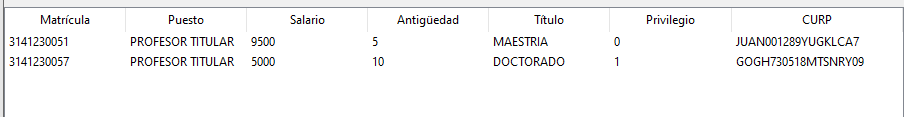 Matrícula Puesto Salario Antigüedad Título Privilegio CURP
3141230051 PROFESOR TITULAR 9500 5 MAESTRIA 0 JUAN001289YUGKLCA7
3141230057 PROFESOR TITULAR 5000 10 DOCTORADO 1 GOGH730518MTSNRY09